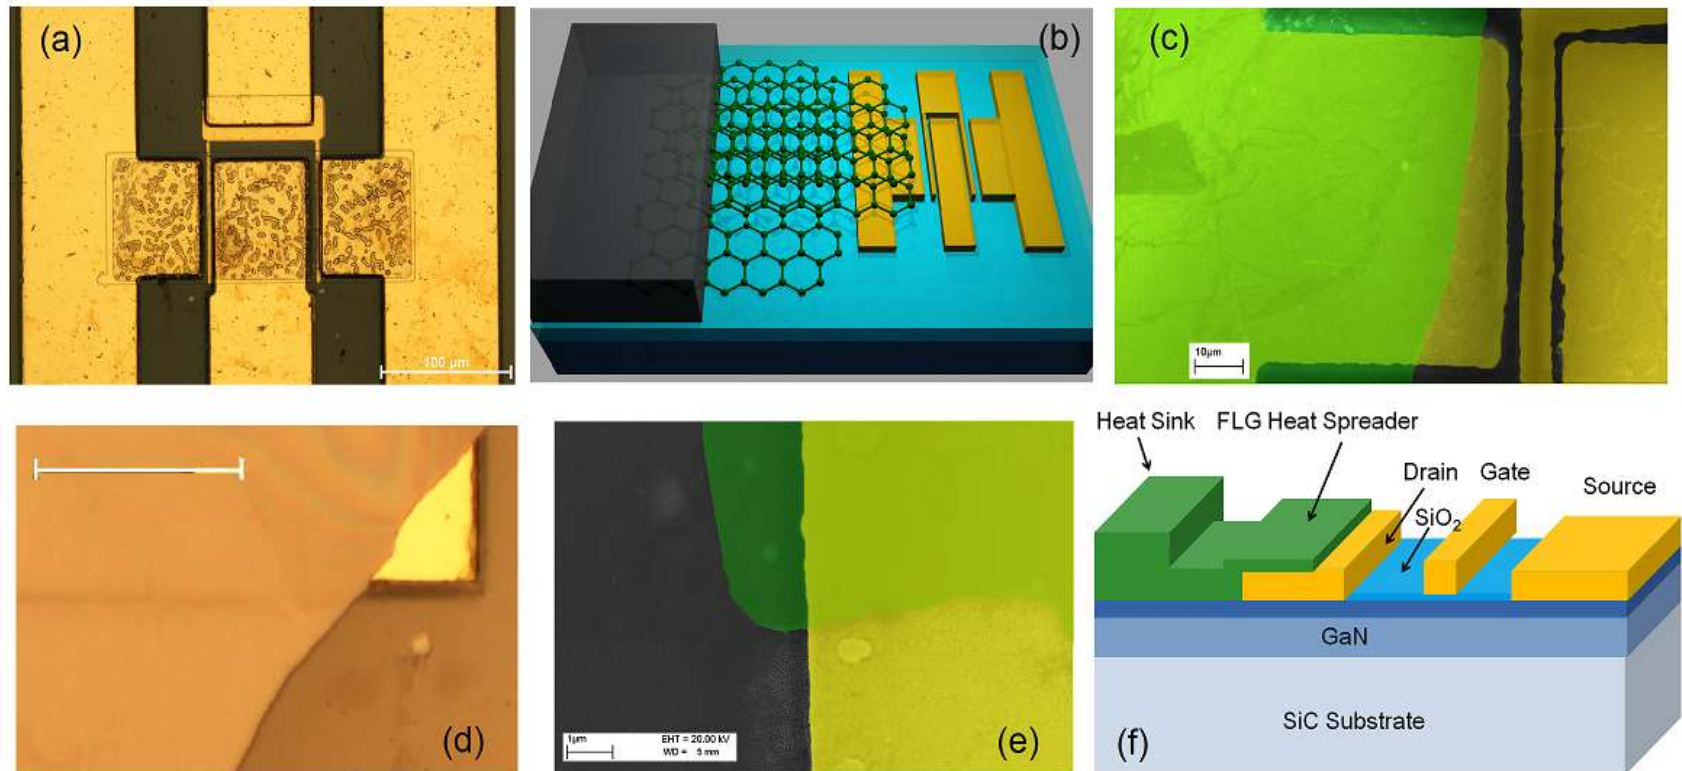 (a)
100 µm
(b)
(c)
10µm
(d)
1µm
EHT = 20.00 kV
WD = 5 mm
(e)
Heat Sink
FLG Heat Spreader
Drain
Gate
Source
SiO₂
GaN
SiC Substrate
(f)